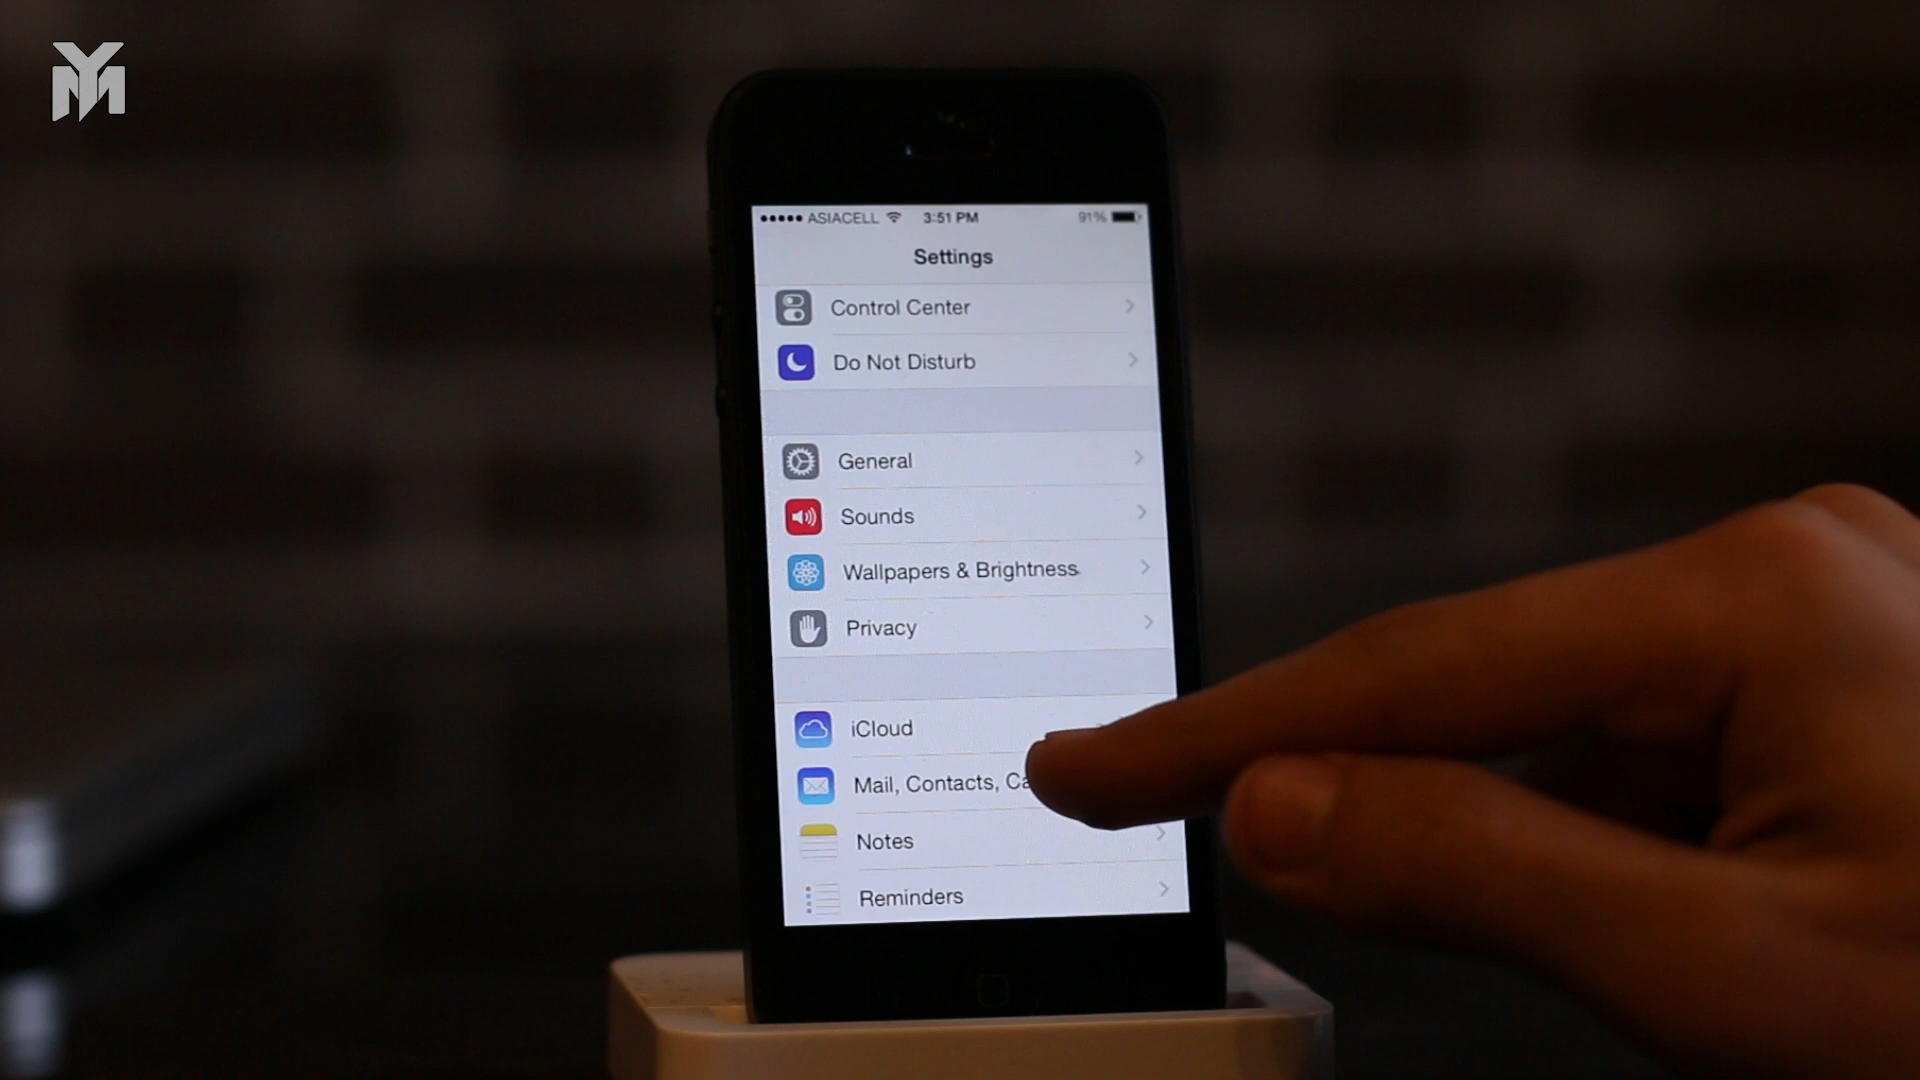 YM
ASIACELL 3:51 PM 91%
Settings
Control Center
Do Not Disturb
General
Sounds
Wallpapers & Brightness
Privacy
iCloud
Mail, Contacts, Ca
Notes
Reminders